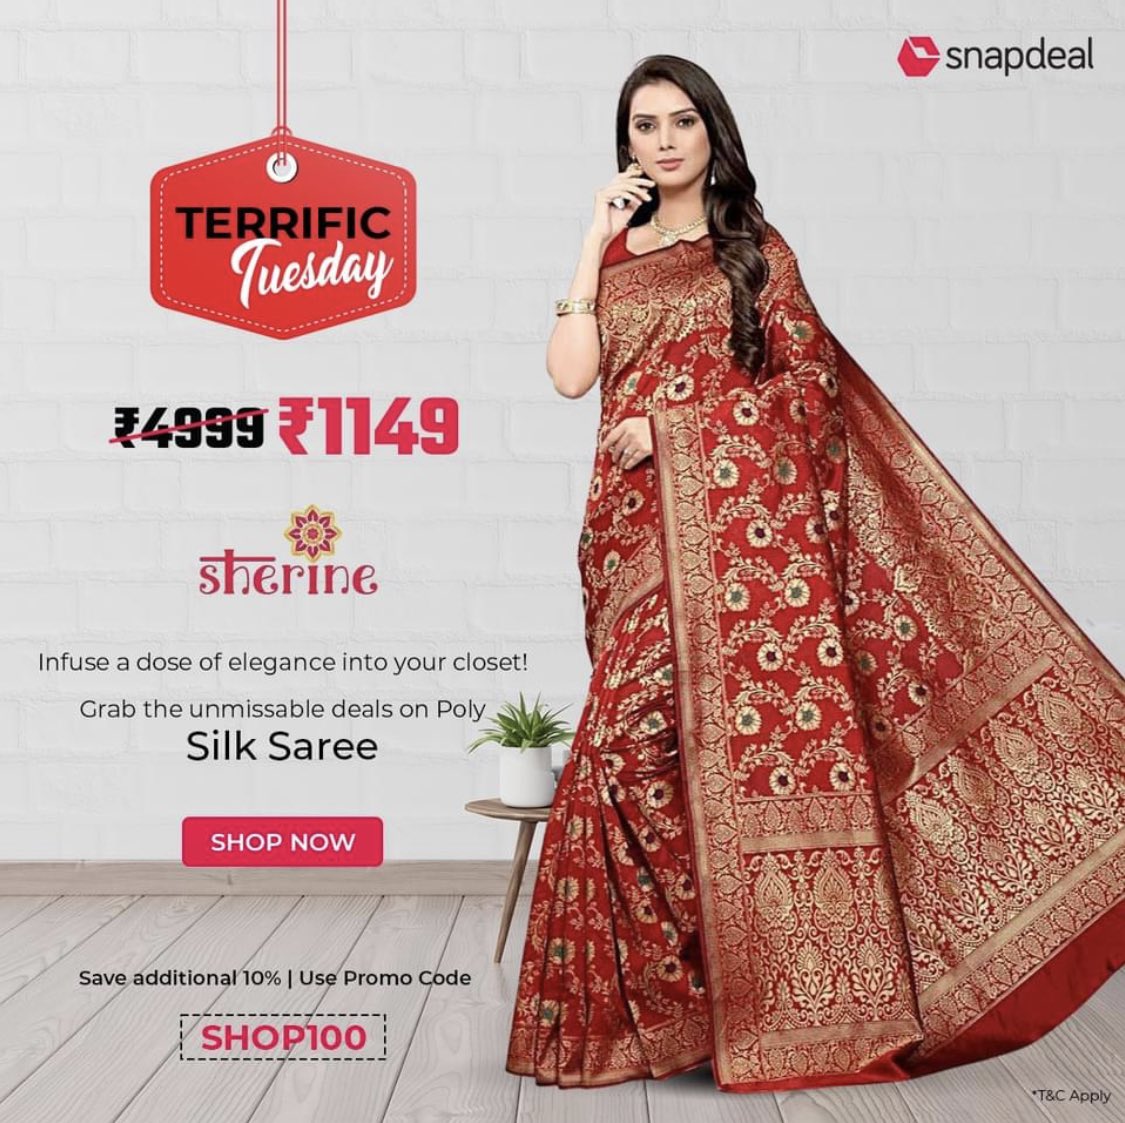 snapdeal
TERRIFIC
Tuesday
₹4999 ₹1149
sherine
Infuse a dose of elegance into your closet!
Grab the unmissable deals on Poly
Silk Saree
SHOP NOW
Save additional 10% | Use Promo Code
SHOP100
*T&C Apply